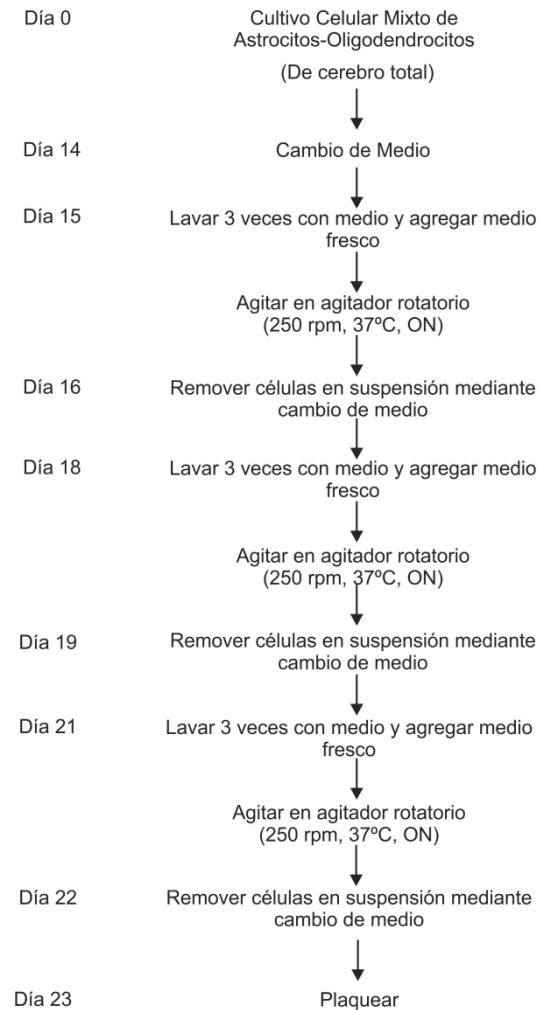 Día 0
Cultivo Celular Mixto de
Astrocitos-Oligodendrocitos
(De cerebro total)
Día 14
Cambio de Medio
Día 15
Lavar 3 veces con medio y agregar medio
fresco
Agitar en agitador rotatorio
(250 rpm, 37ºC, ON)
Día 16
Remover células en suspensión mediante
cambio de medio
Día 18
Lavar 3 veces con medio y agregar medio
fresco
Agitar en agitador rotatorio
(250 rpm, 37ºC, ON)
Día 19
Remover células en suspensión mediante
cambio de medio
Día 21
Lavar 3 veces con medio y agregar medio
fresco
Agitar en agitador rotatorio
(250 rpm, 37ºC, ON)
Día 22
Remover células en suspensión mediante
cambio de medio
Día 23
Plaquear